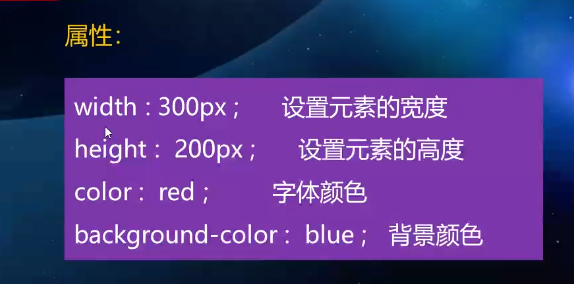 属性：
width : 300px ; 设置元素的宽度
height : 200px ; 设置元素的高度
color : red ; 字体颜色
background-color : blue ; 背景颜色